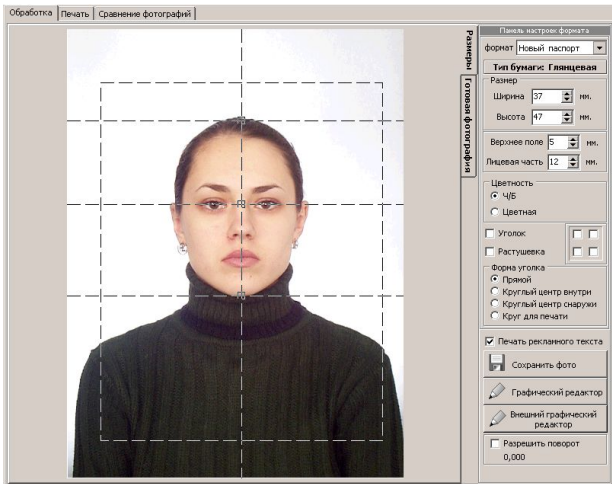 Обработка
Печать
Сравнение фотографий
Размеры
Готовая фотография
Панель настроек формата
формат Новый паспорт
Тип бумаги: Глянцевая
Размер
Ширина 37 мм.
Высота 47 мм.
Верхнее поле 5 мм.
Лицевая часть 12 мм.
Цветность
Ч/Б
Цветная
Уголок
Растушевка
Форма уголка
Прямой
Круглый центр внутри
Круглый центр снаружи
Круг для печати
Печать рекламного текста
Сохранить фото
Графический редактор
Внешний графический
редактор
Разрешить поворот
0,000